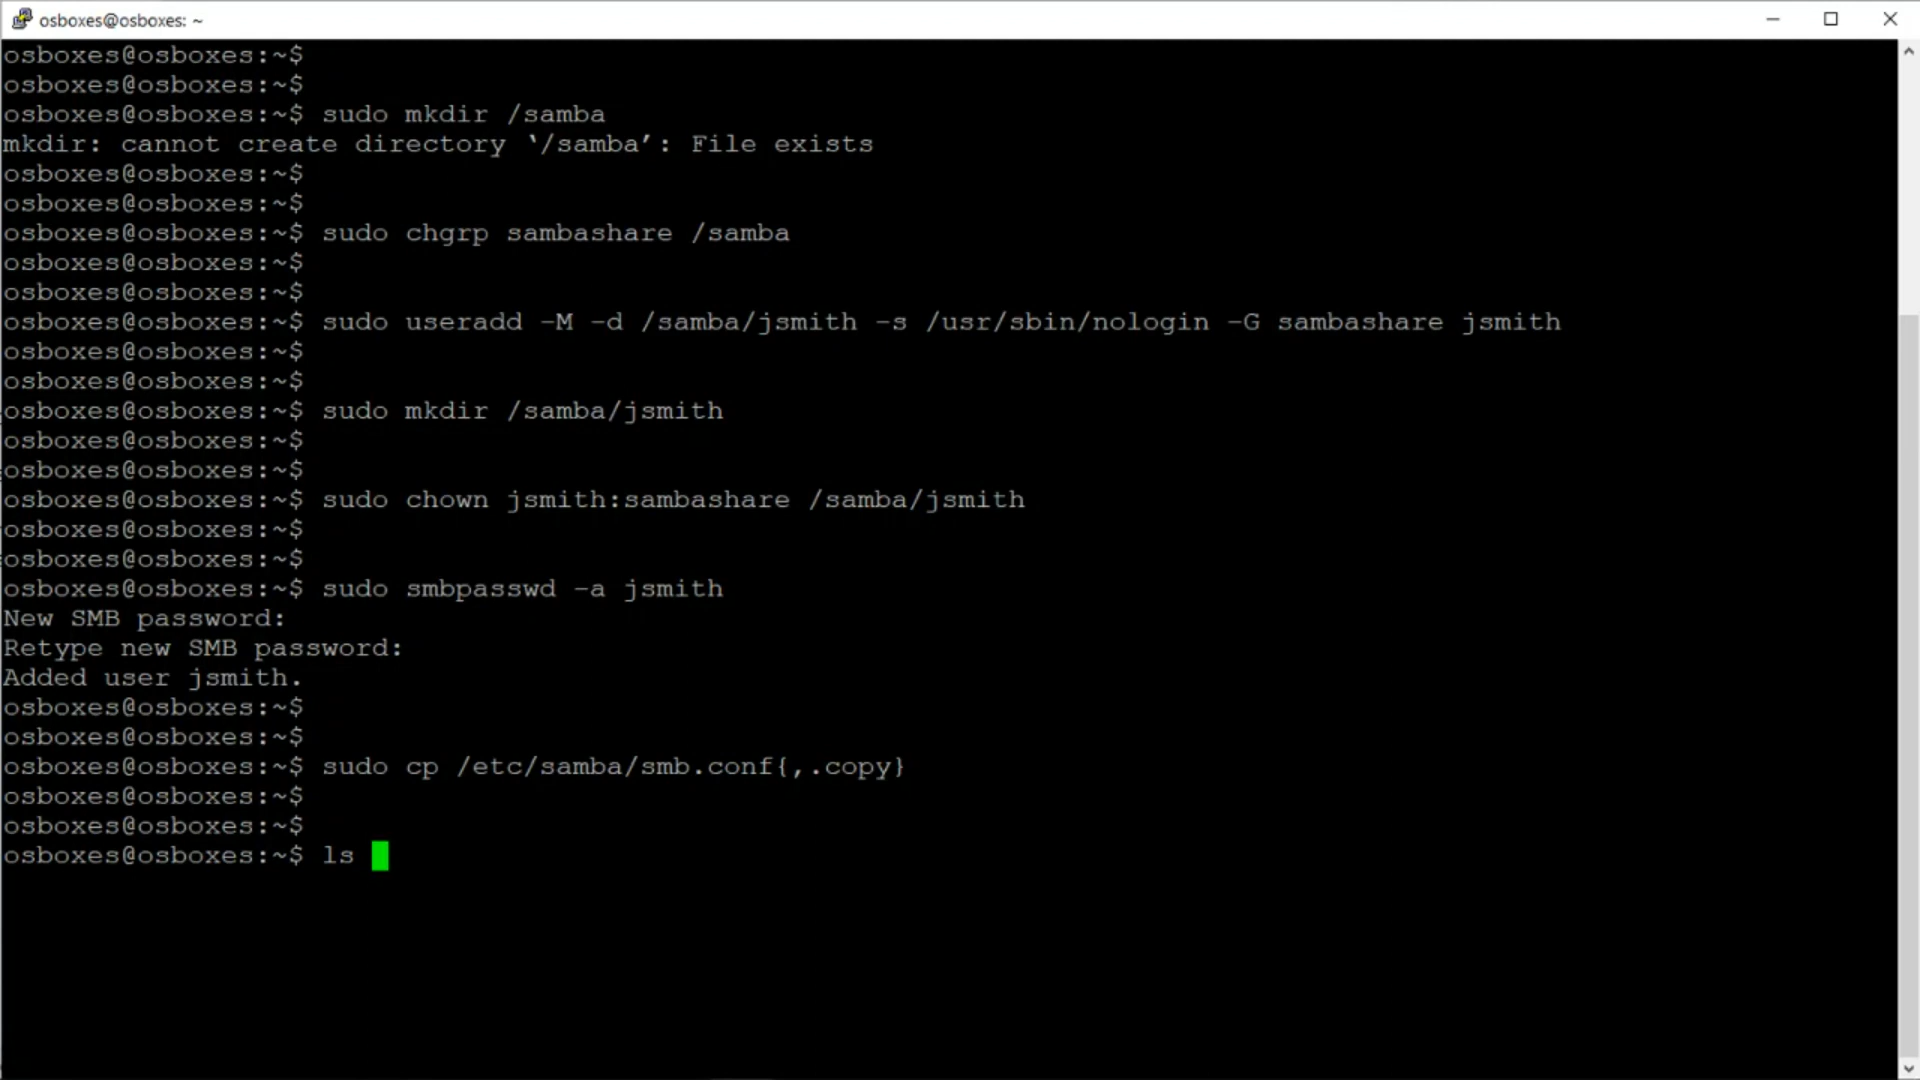 osboxes@osboxes: ~
osboxes@osboxes:~$
osboxes@osboxes:~$
osboxes@osboxes:~$ sudo mkdir /samba
mkdir: cannot create directory ‘/samba’: File exists
osboxes@osboxes:~$
osboxes@osboxes:~$
osboxes@osboxes:~$ sudo chgrp sambashare /samba
osboxes@osboxes:~$
osboxes@osboxes:~$
osboxes@osboxes:~$ sudo useradd -M -d /samba/jsmith -s /usr/sbin/nologin -G sambashare jsmith
osboxes@osboxes:~$
osboxes@osboxes:~$
osboxes@osboxes:~$ sudo mkdir /samba/jsmith
osboxes@osboxes:~$
osboxes@osboxes:~$
osboxes@osboxes:~$ sudo chown jsmith:sambashare /samba/jsmith
osboxes@osboxes:~$
osboxes@osboxes:~$
osboxes@osboxes:~$ sudo smbpasswd -a jsmith
New SMB password:
Retype new SMB password:
Added user jsmith.
osboxes@osboxes:~$
osboxes@osboxes:~$
osboxes@osboxes:~$ sudo cp /etc/samba/smb.conf{,.copy}
osboxes@osboxes:~$
osboxes@osboxes:~$
osboxes@osboxes:~$ ls